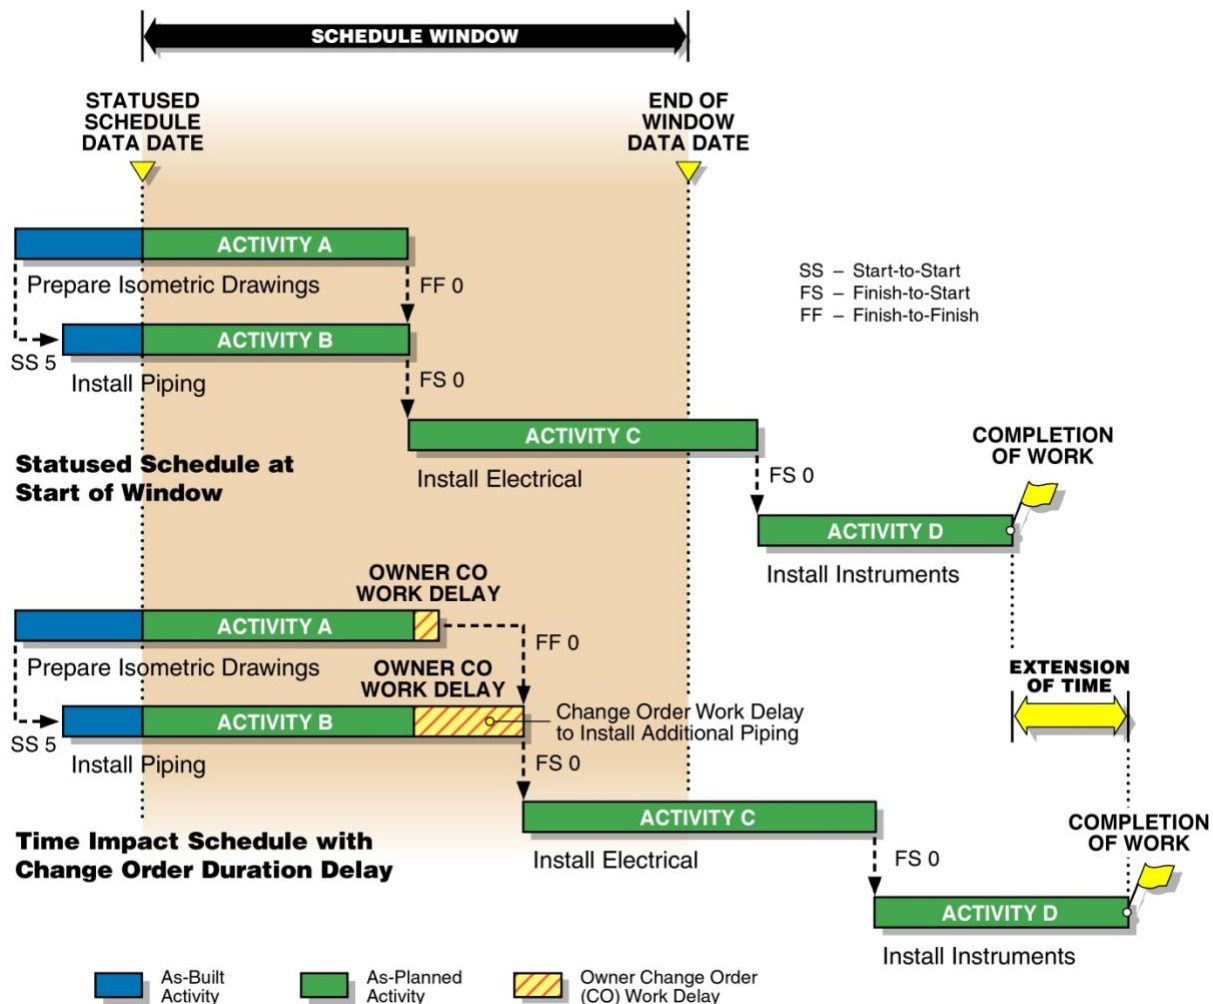 SCHEDULE WINDOW
STATUSED
SCHEDULE
DATA DATE
END OF
WINDOW
DATA DATE
ACTIVITY A
Prepare Isometric Drawings
FF 0
SS – Start-to-Start
FS – Finish-to-Start
FF – Finish-to-Finish
ACTIVITY B
SS 5
Install Piping
FS 0
ACTIVITY C
Install Electrical
Statused Schedule at
Start of Window
FS 0
COMPLETION
OF WORK
ACTIVITY D
Install Instruments
OWNER CO
WORK DELAY
ACTIVITY A
Prepare Isometric Drawings
FF 0
OWNER CO
WORK DELAY
EXTENSION
OF TIME
ACTIVITY B
Change Order Work Delay
to Install Additional Piping
SS 5
Install Piping
FS 0
ACTIVITY C
Install Electrical
Time Impact Schedule with
Change Order Duration Delay
FS 0
COMPLETION
OF WORK
ACTIVITY D
Install Instruments
As-Built
Activity
As-Planned
Activity
Owner Change Order
(CO) Work Delay